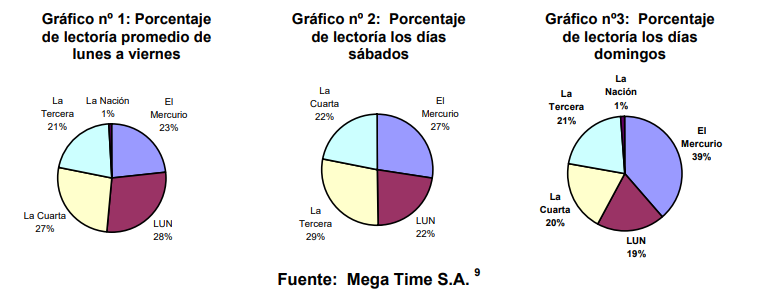 Gráfico nº 1: Porcentaje
de lectoría promedio de
lunes a viernes
La Nación
1%
El
Mercurio
23%
LUN
28%
La Cuarta
27%
La
Tercera
21%
Gráfico nº 2: Porcentaje
de lectoría los días
sábados
El
Mercurio
27%
LUN
22%
La
Tercera
29%
La
Cuarta
22%
Gráfico nº3: Porcentaje
de lectoría los días
domingos
La
Nación
1%
El
Mercurio
39%
LUN
19%
La
Cuarta
20%
La
Tercera
21%
Fuente: Mega Time S.A. 9